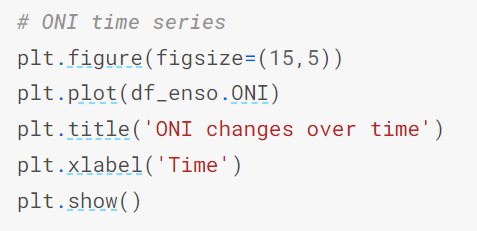 # ONI time series
plt.figure(figsize=(15,5))
plt.plot(df_enso.ONI)
plt.title('ONI changes over time')
plt.xlabel('Time')
plt.show()